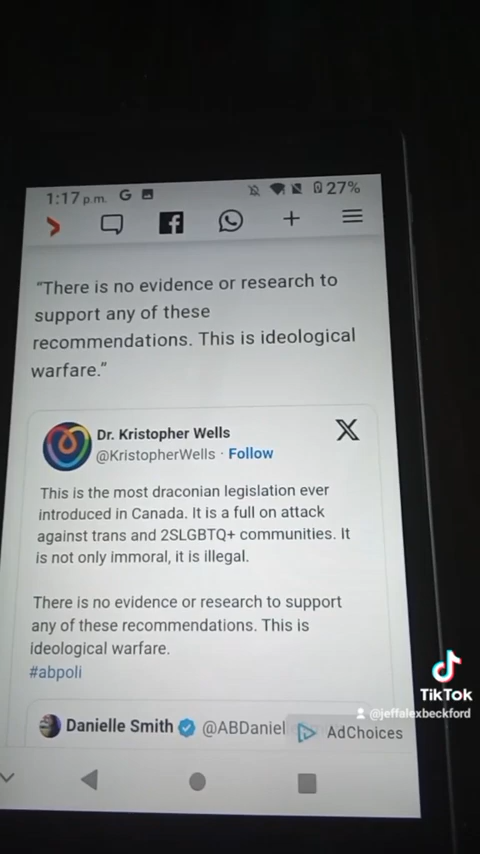 1:17 p.m. G
27%
"There is no evidence or research to
support any of these
recommendations. This is ideological
warfare."
Dr. Kristopher Wells
@KristopherWells · Follow
This is the most draconian legislation ever
introduced in Canada. It is a full on attack
against trans and 2SLGBTQ+ communities. It
is not only immoral, it is illegal.
There is no evidence or research to support
any of these recommendations. This is
ideological warfare.
#abpoli
Danielle Smith @ABDaniel
AdChoices
TikTok
@jeffalexbeckford